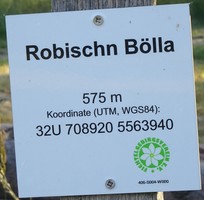 Robischn Bölla
575 m
Koordinate (UTM, WGS84):
32U 708920 5563940